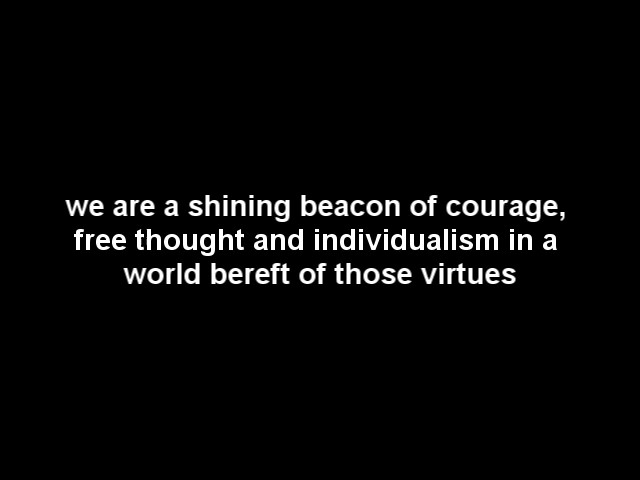 we are a shining beacon of courage,
free thought and individualism in a
world bereft of those virtues